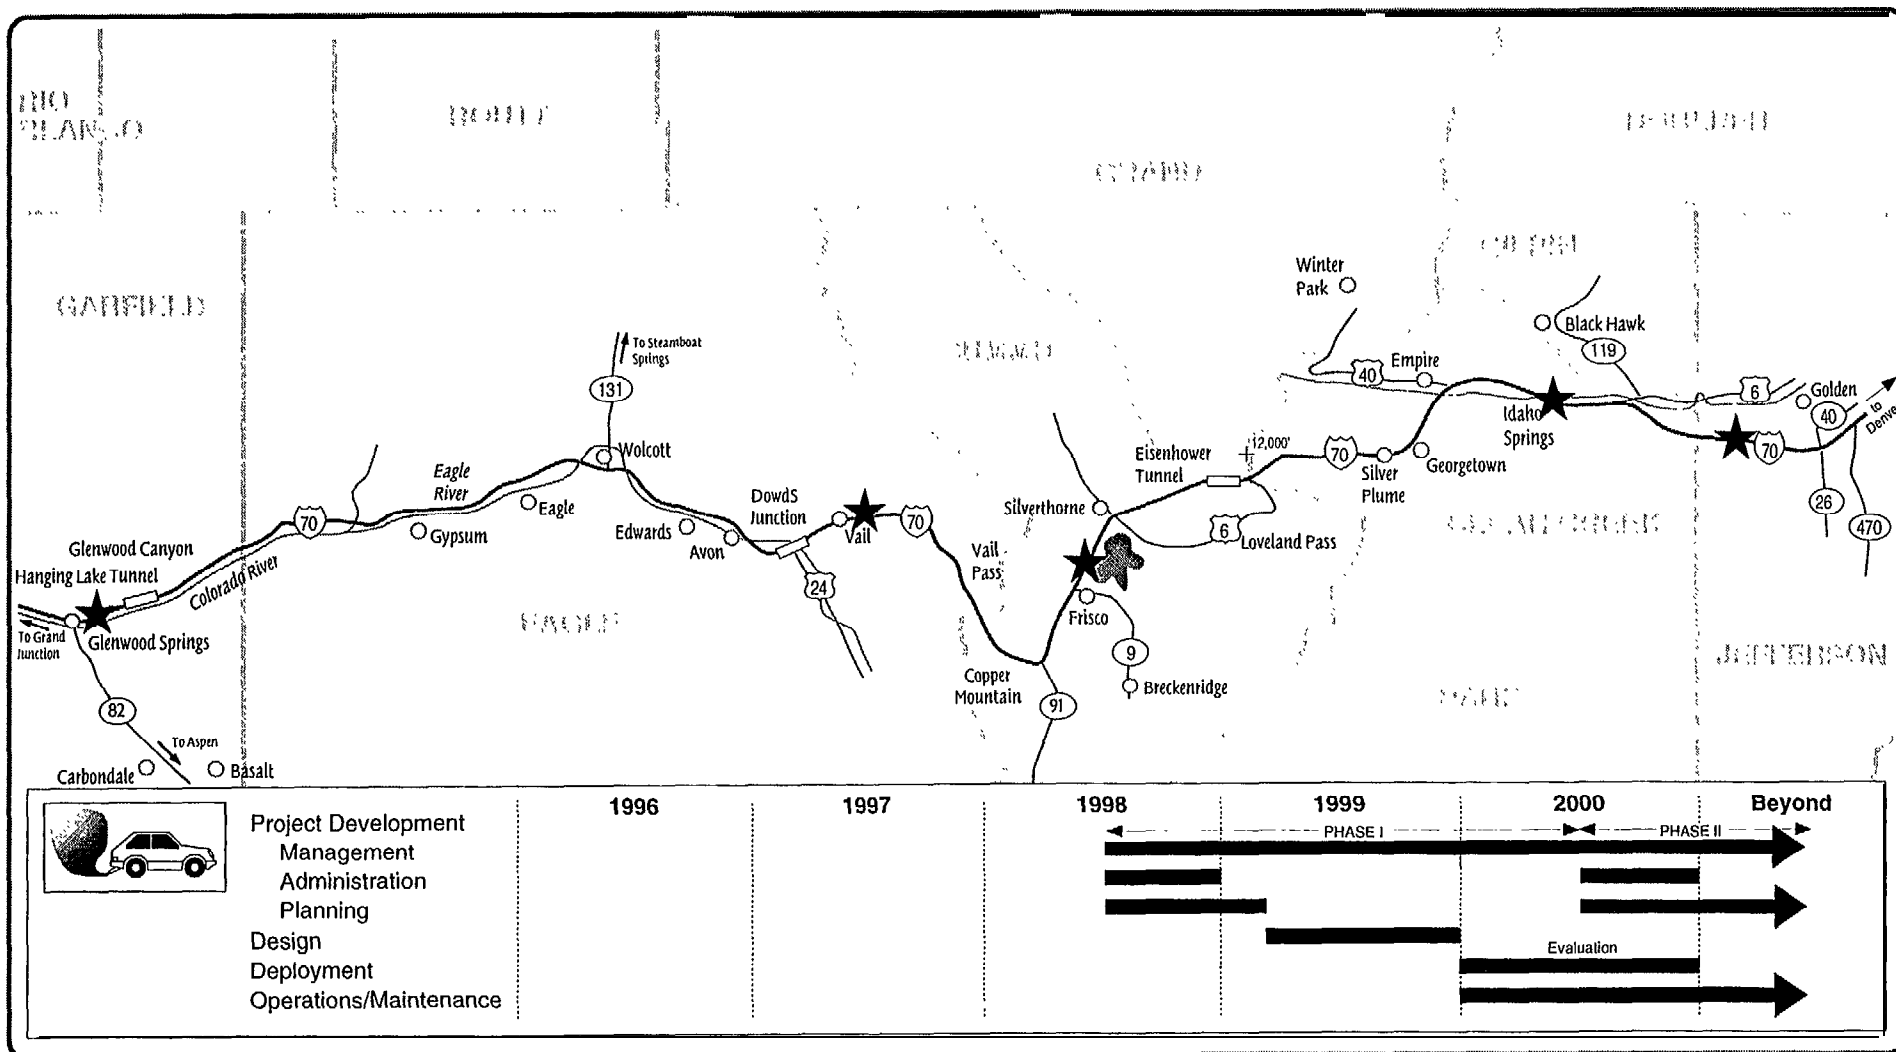 GARFIELD
Winter
Park
Black Hawk
119
To Steamboat
Springs
131
Empire
40
6
Golden
40
to
Denver
Idaho
Springs
Wolcott
Eagle
River
Eisenhower
Tunnel
12,000'
70
Silver
Plume
Georgetown
70
26
470
DowdS
Junction
Silverthorne
Eagle
70
Gypsum
Edwards
Avon
Vail
70
6
Loveland Pass
Vail
Pass
Glenwood Canyon
Hanging Lake Tunnel
Colorado River
24
Frisco
To Grand
Junction
Glenwood Springs
EAGLE
9
JEFFERSON
Copper
Mountain
Breckenridge
91
82
To Aspen
Carbondale
Basalt
1996 1997 1998 1999 2000 Beyond
Project Development
PHASE I PHASE II
Management
Administration
Planning
Design
Evaluation
Deployment
Operations/Maintenance